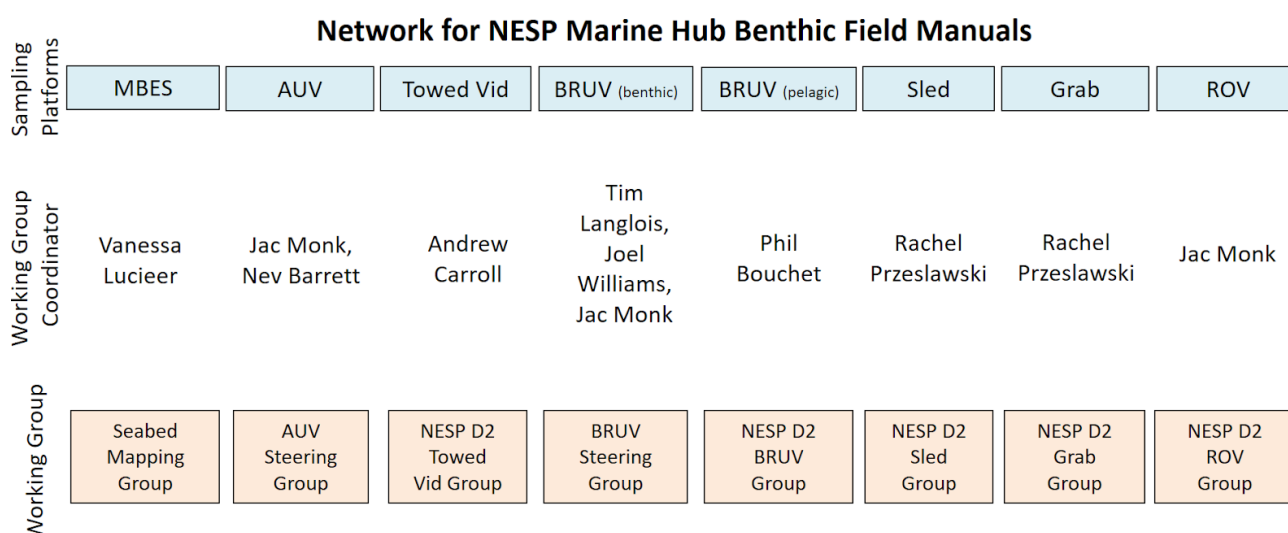 Network for NESP Marine Hub Benthic Field Manuals
Sampling
Platforms
MBES
AUV
Towed Vid
BRUV (benthic)
BRUV (pelagic)
Sled
Grab
ROV
Working Group
Coordinator
Vanessa
Lucieer
Jac Monk,
Nev Barrett
Andrew
Carroll
Tim
Langlois,
Joel
Williams,
Jac Monk
Phil
Bouchet
Rachel
Przeslawski
Rachel
Przeslawski
Jac Monk
Working Group
Seabed
Mapping
Group
AUV
Steering
Group
NESP D2
Towed
Vid Group
BRUV
Steering
Group
NESP D2
BRUV
Group
NESP D2
Sled
Group
NESP D2
Grab
Group
NESP D2
ROV
Group